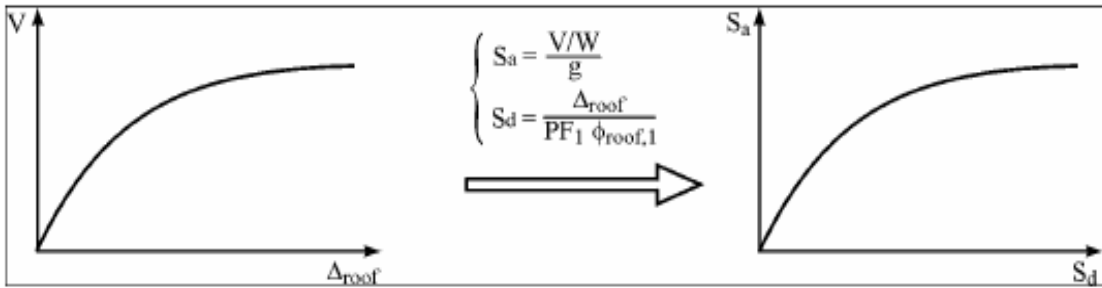 V
Δroof
Sa = V/W
g
Sd = Δroof
PF1 ϕroof,1
Sa
Sd